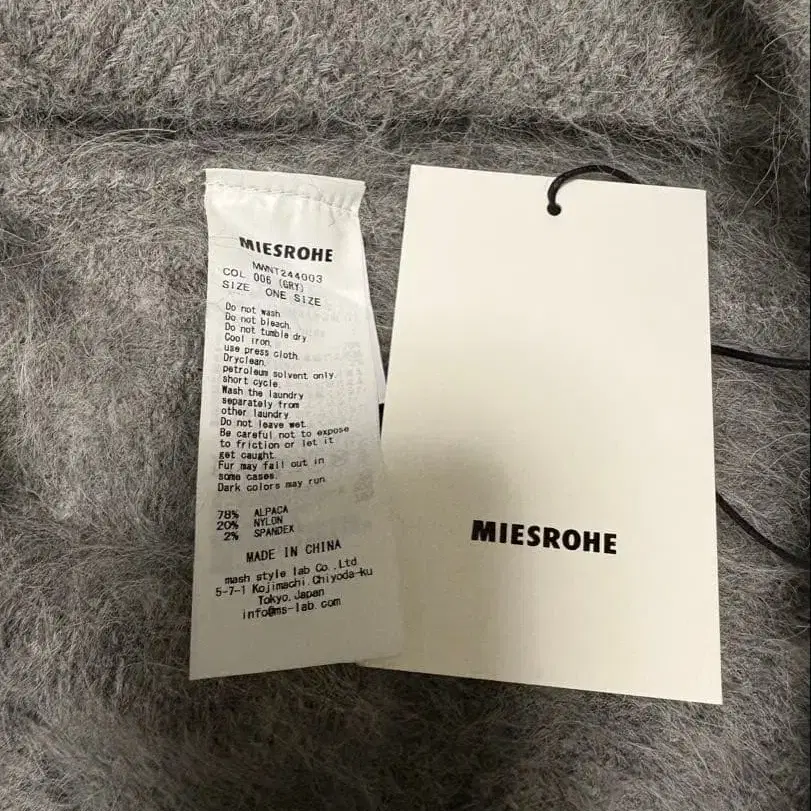 MIESROHE
MWNT244003
COL 006 (GRY)
SIZE ONE SIZE
Do not wash.
Do not bleach.
Do not tumble dry.
Cool iron,
use press cloth.
Dryclean,
petroleum solvent only.
short cycle.
Wash the laundry
separately from
other laundry.
Do not leave wet.
Be careful not to expose
to friction or let it
get caught.
Fur may fall out in
some cases.
Dark colors may run.
78% ALPACA
20% NYLON
2% SPANDEX
MADE IN CHINA
mash style lab Co.,Ltd.
5-7-1 Kojimachi,Chiyoda-ku
Tokyo,Japan
info@ms-lab.com
MIESROHE